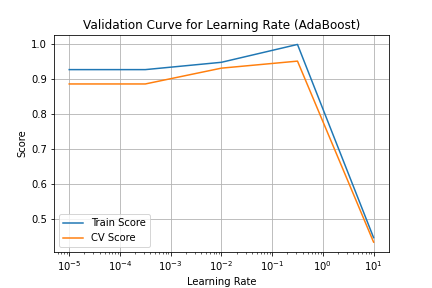 Validation Curve for Learning Rate (AdaBoost)
1.0
0.9
0.8
0.7
0.6
0.5
Score
Train Score
CV Score
10⁻⁵ 10⁻⁴ 10⁻³ 10⁻² 10⁻¹ 10⁰ 10¹
Learning Rate